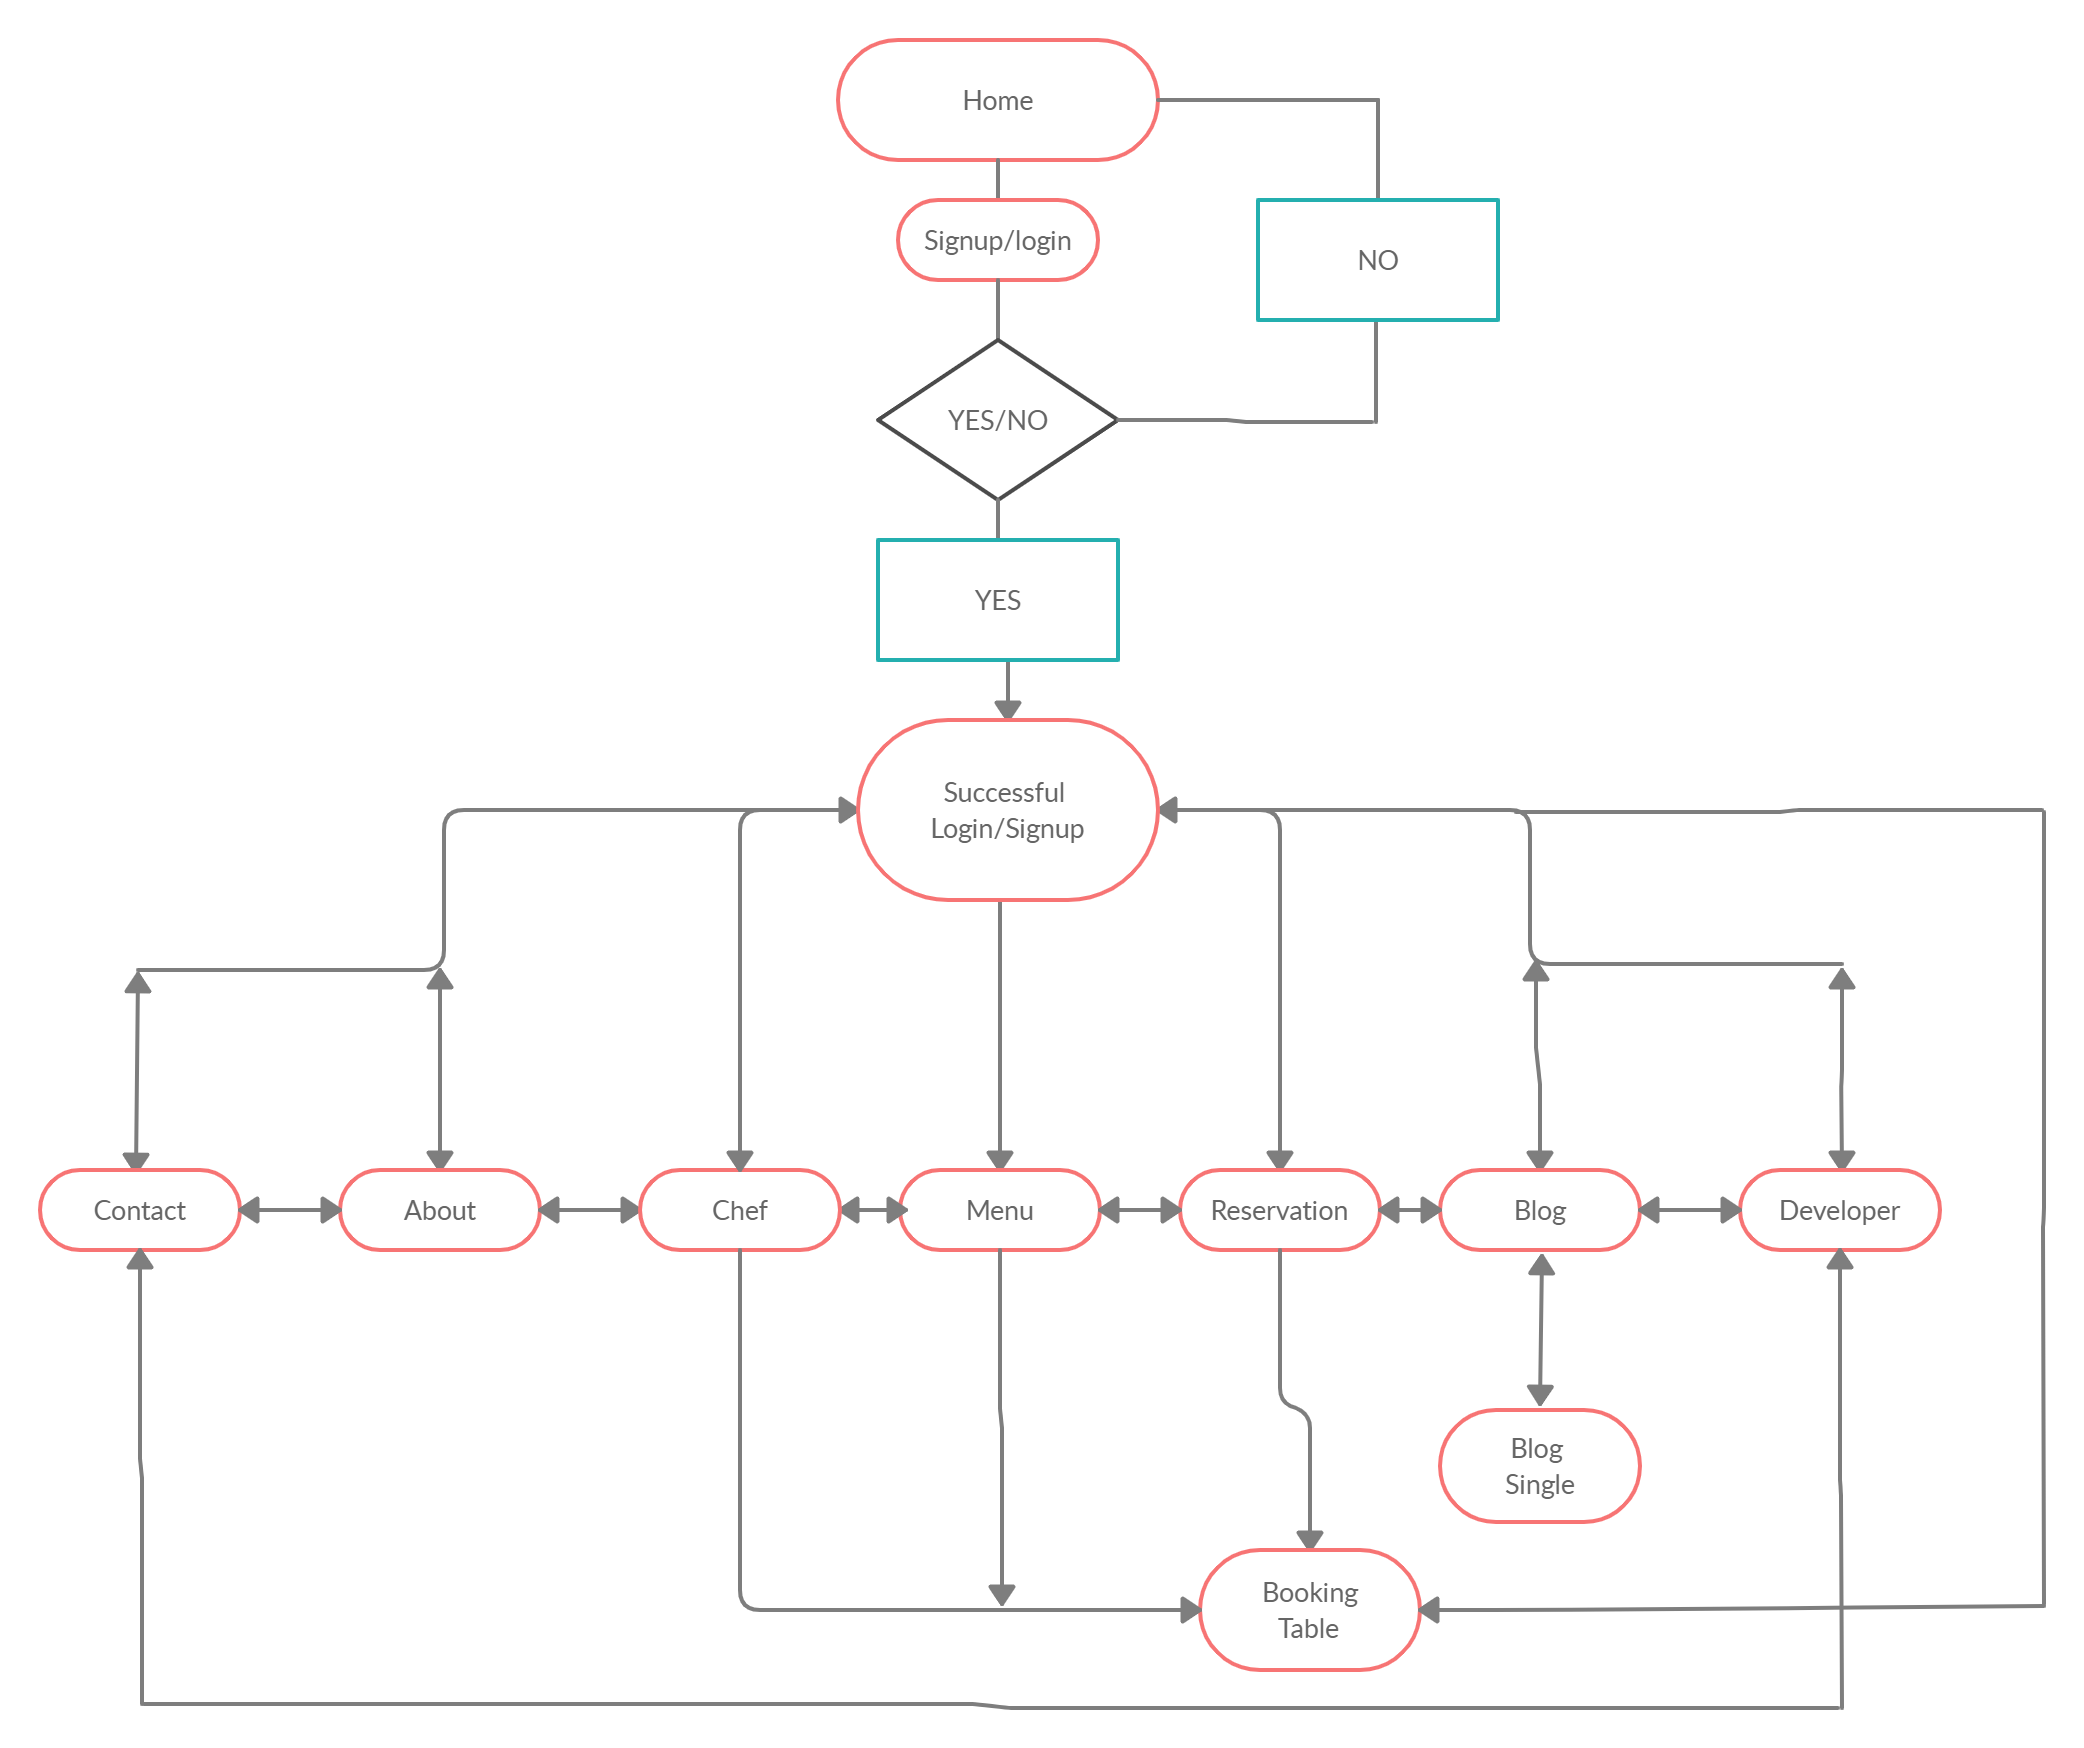 Home
Signup/login
NO
YES/NO
YES
Successful
Login/Signup
Contact
About
Chef
Menu
Reservation
Blog
Developer
Blog
Single
Booking
Table